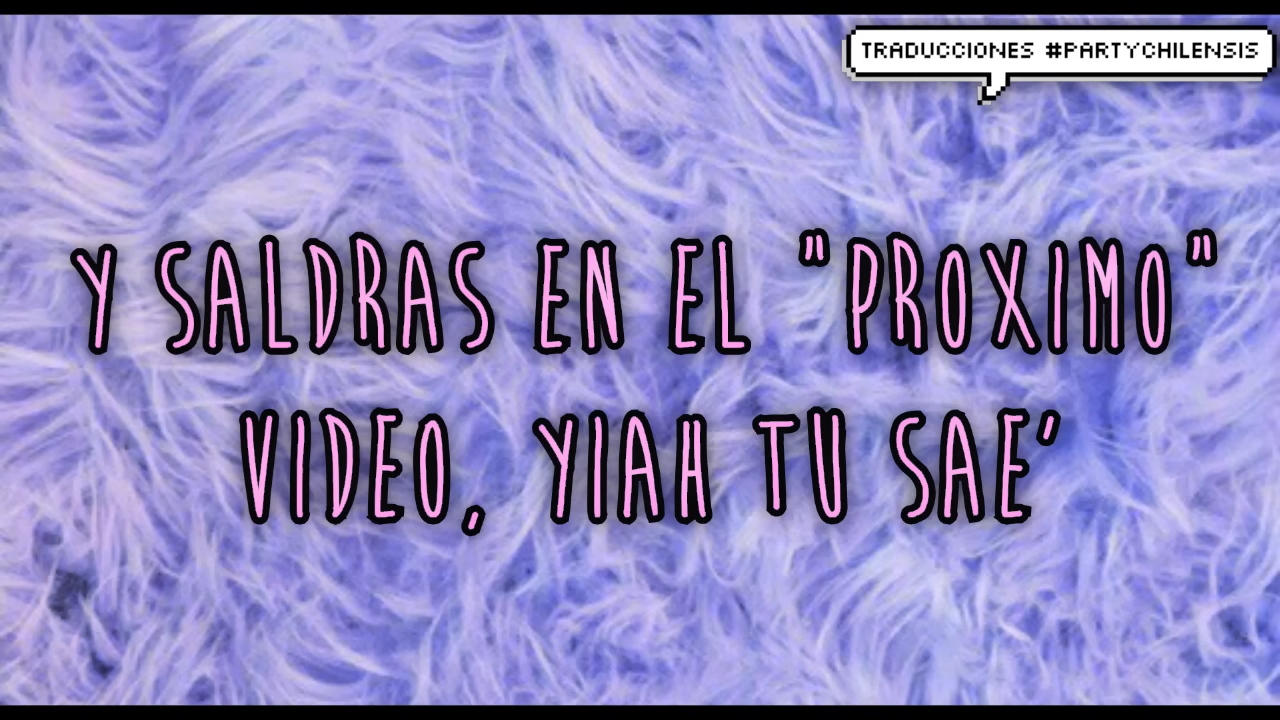 TRADUCCIONES #PARTYCHILENSIS
Y SALDRAS EN EL "PROXIMO"
VIDEO, YIAH TU SAE'